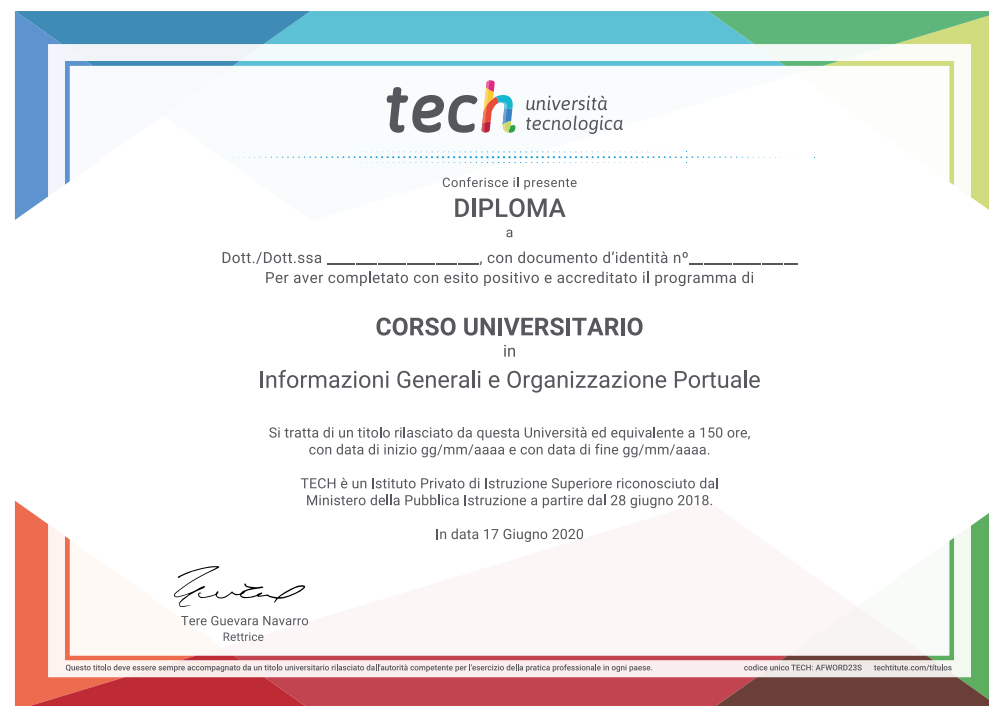 tech università
tecnologica
Conferisce il presente
DIPLOMA
a
Dott./Dott.ssa ____________________, con documento d'identità nº______________
Per aver completato con esito positivo e accreditato il programma di
CORSO UNIVERSITARIO
in
Informazioni Generali e Organizzazione Portuale
Si tratta di un titolo rilasciato da questa Università ed equivalente a 150 ore,
con data di inizio gg/mm/aaaa e con data di fine gg/mm/aaaa.
TECH è un Istituto Privato di Istruzione Superiore riconosciuto dal
Ministero della Pubblica Istruzione a partire dal 28 giugno 2018.
In data 17 Giugno 2020
Tere Guevara Navarro
Rettrice
Questo titolo deve essere sempre accompagnato da un titolo universitario rilasciato dall'autorità competente per l'esercizio della pratica professionale in ogni paese. codice unico TECH: AFWORD23S techtitute.com/titulos